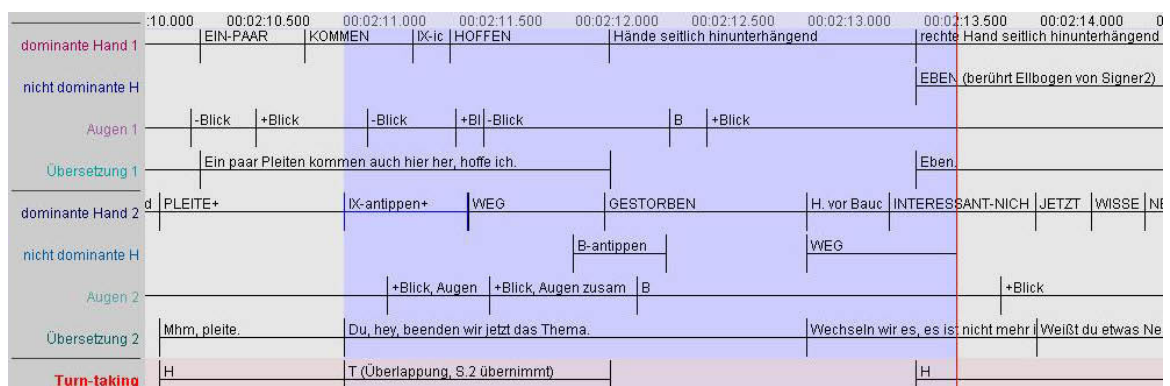 :10.000 00:02:10.500 00:02:11.000 00:02:11.500 00:02:12.000 00:02:12.500 00:02:13.000 00:02:13.500 00:02:14.000 0
dominante Hand 1 EIN-PAAR KOMMEN IX-ic HOFFEN Hände seitlich hinunterhängend rechte Hand seitlich hinunterhängend
nicht dominante H EBEN (berührt Ellbogen von Signer2)
Augen 1 -Blick +Blick -Blick +Bl -Blick B +Blick
Übersetzung 1 Ein paar Pleiten kommen auch hier her, hoffe ich. Eben.
dominante Hand 2 d PLEITE+ IX-antippen+ WEG GESTORBEN H. vor Bauc INTERESSANT-NICH JETZT WISSE NE
nicht dominante H B-antippen WEG
Augen 2 +Blick, Augen +Blick, Augen zusam B +Blick
Übersetzung 2 Mhm, pleite. Du, hey, beenden wir jetzt das Thema. Wechseln wir es, es ist nicht mehr i Weißt du etwas Ne
Turn-taking H T (Überlappung, S.2 übernimmt) H